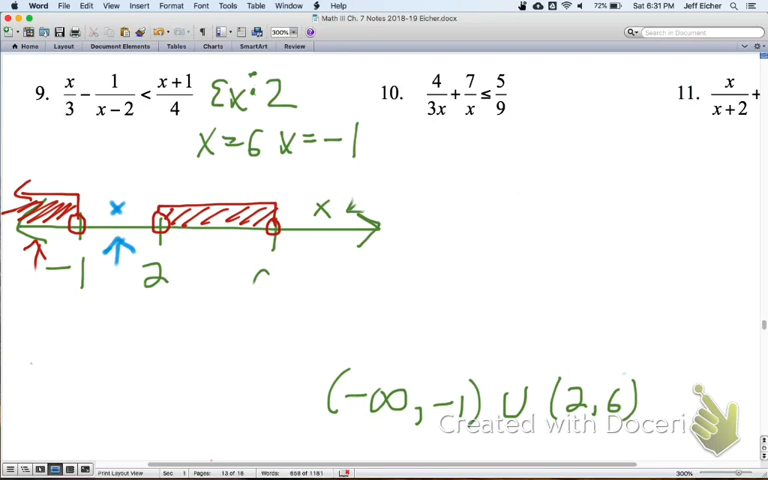 Word File Edit View Insert Format Font Tools Table Window Help 72% Sat 6:31 PM Jeff Eicher
Math III Ch. 7 Notes 2018-19 Eicher.docx
300% Search in Document
Home Layout Document Elements Tables Charts SmartArt Review
9. x/3 - 1/(x-2) < (x+1)/4 10. 4/3x + 7/x ≤ 5/9 11. x/(x+2) +
x = 6 x = -1
x x
-1 2
(-∞, -1) ∪ (2, 6)
Created with Doceri
Print Layout View Sec 1 Pages: 13 of 18 Words: 658 of 1181 300%